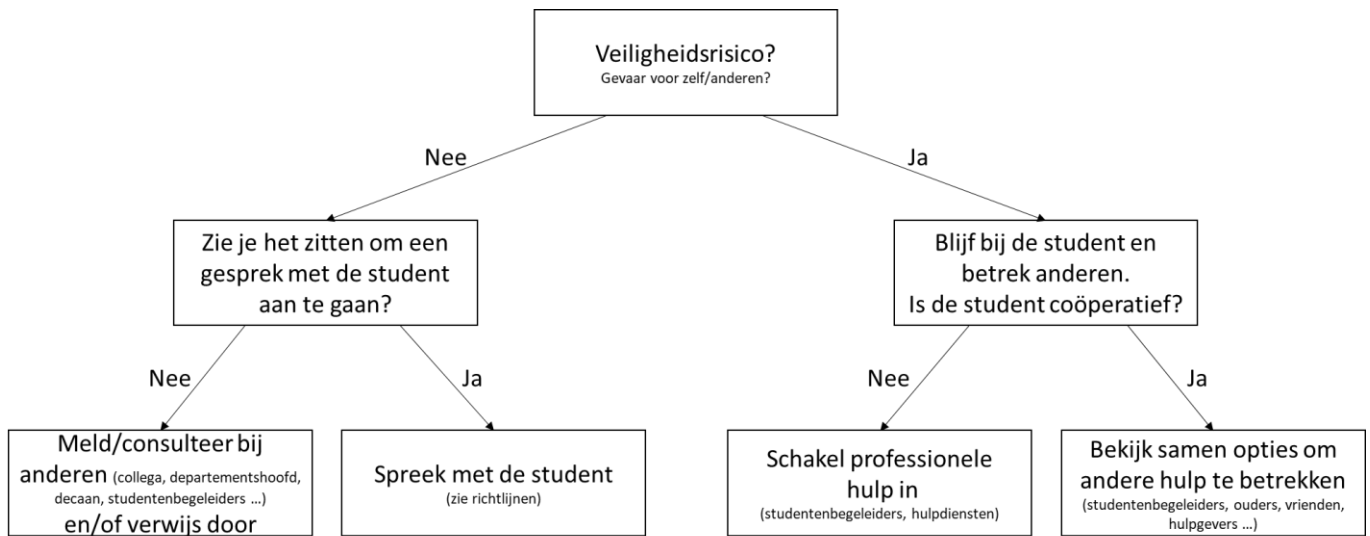 Veiligheidsrisico?
Gevaar voor zelf/anderen?
Nee
Ja
Zie je het zitten om een
gesprek met de student
aan te gaan?
Blijf bij de student en
betrek anderen.
Is de student coöperatief?
Nee
Ja
Nee
Ja
Meld/consulteer bij
anderen (collega, departementshoofd,
decaan, studentenbegeleiders ...)
en/of verwijs door
Spreek met de student
(zie richtlijnen)
Schakel professionele
hulp in
(studentenbegeleiders, hulpdiensten)
Bekijk samen opties om
andere hulp te betrekken
(studentenbegeleiders, ouders, vrienden,
hulpgevers ...)